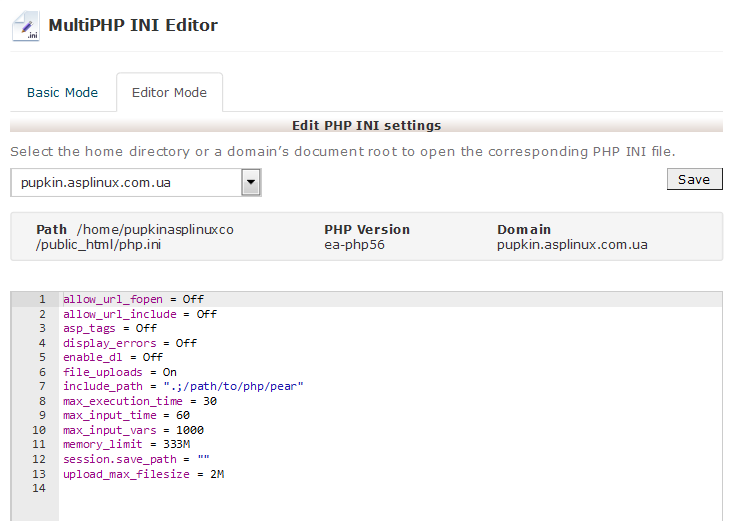 .ini
MultiPHP INI Editor
Basic Mode
Editor Mode
Edit PHP INI settings
Select the home directory or a domain's document root to open the corresponding PHP INI file.
pupkin.asplinux.com.ua
Save
Path /home/pupkinasplinuxco
/public_html/php.ini
PHP Version
ea-php56
Domain
pupkin.asplinux.com.ua
1 allow_url_fopen = Off
2 allow_url_include = Off
3 asp_tags = Off
4 display_errors = Off
5 enable_dl = Off
6 file_uploads = On
7 include_path = ".;/path/to/php/pear"
8 max_execution_time = 30
9 max_input_time = 60
10 max_input_vars = 1000
11 memory_limit = 333M
12 session.save_path = ""
13 upload_max_filesize = 2M
14